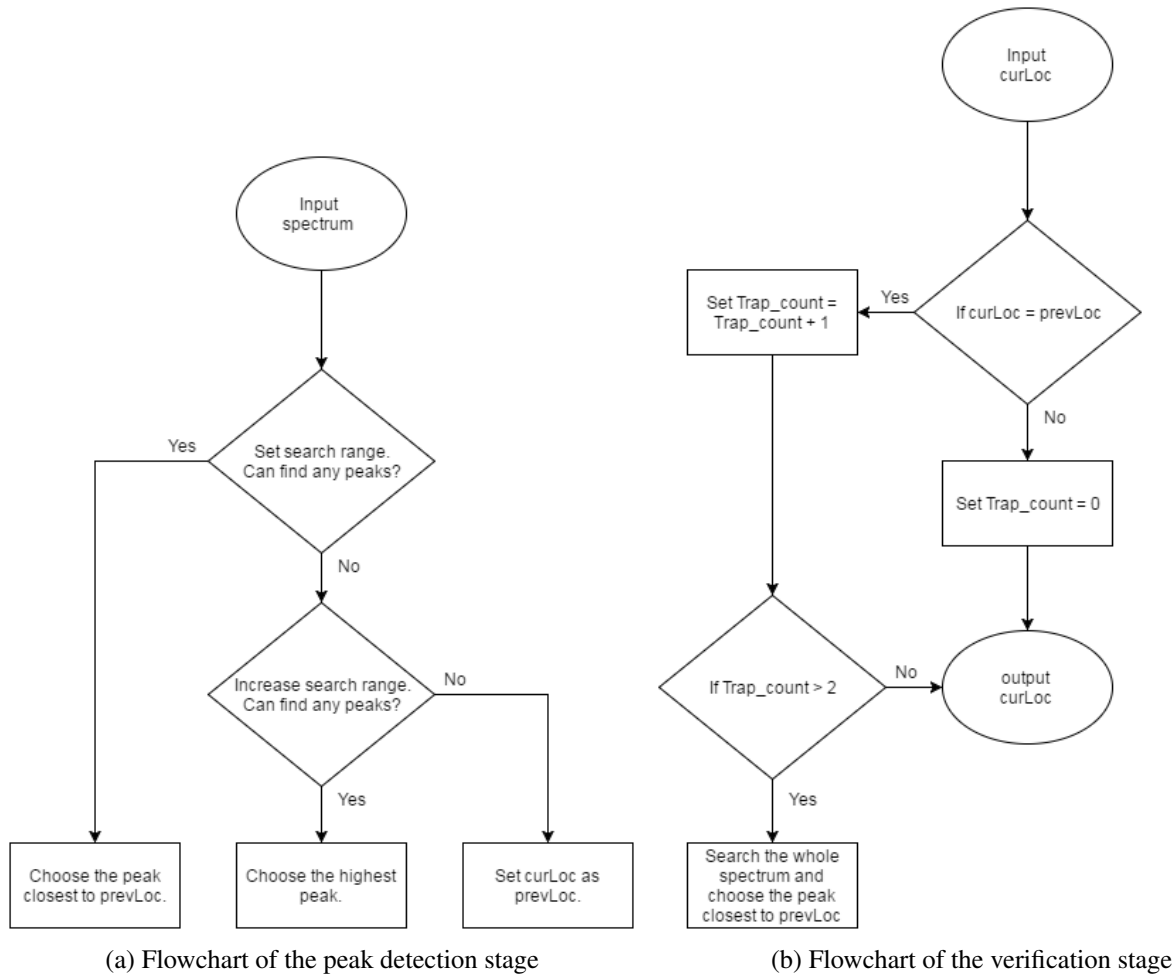 Input
spectrum
Yes
Set search range.
Can find any peaks?
No
Increase search range.
Can find any peaks?
No
Yes
Choose the peak
closest to prevLoc.
Choose the highest
peak.
Set curLoc as
prevLoc.
(a) Flowchart of the peak detection stage
Input
curLoc
If curLoc = prevLoc
Yes
Set Trap_count =
Trap_count + 1
No
Set Trap_count = 0
If Trap_count > 2
No
output
curLoc
Yes
Search the whole
spectrum and
choose the peak
closest to prevLoc
(b) Flowchart of the verification stage